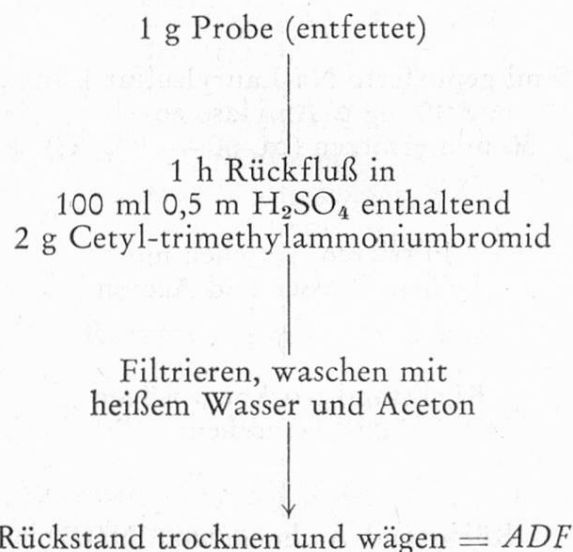 1 g Probe (entfettet)
1 h Rückfluß in
100 ml 0,5 m H₂SO₄ enthaltend
2 g Cetyl-trimethylammoniumbromid
Filtrieren, waschen mit
heißem Wasser und Aceton
Rückstand trocknen und wägen = ADF